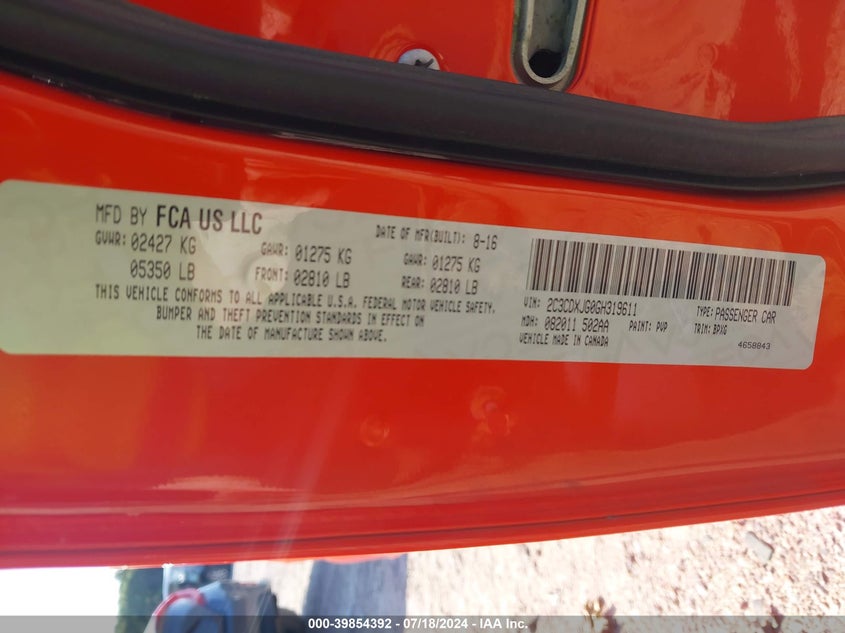 MFD BY FCA US LLC
DATE OF MFR(BUILT): 8-16
GVWR: 02427 KG
GAWR: 01275 KG
GAWR: 01275 KG
05350 LB
FRONT: 02810 LB
REAR: 02810 LB
THIS VEHICLE CONFORMS TO ALL APPLICABLE U.S.A. FEDERAL MOTOR VEHICLE SAFETY,
BUMPER AND THEFT PREVENTION STANDARDS IN EFFECT ON
THE DATE OF MANUFACTURE SHOWN ABOVE.
VIN: 2C3CDXJG0GH319611
TYPE: PASSENGER CAR
MDH: 082011 502AA
PAINT: PVP
TRIM: BPXG
VEHICLE MADE IN CANADA
4658843
000-39854392 - 07/18/2024 - IAA Inc.